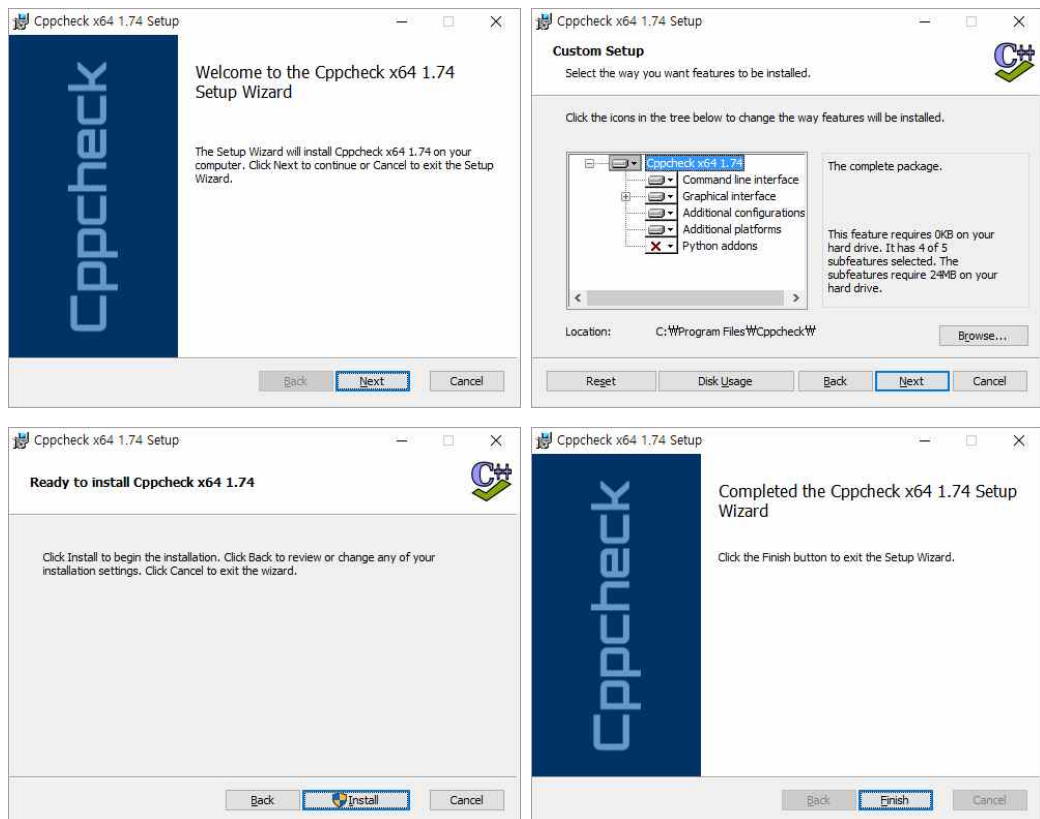 Cppcheck x64 1.74 Setup
Cppcheck
Welcome to the Cppcheck x64 1.74
Setup Wizard
The Setup Wizard will install Cppcheck x64 1.74 on your
computer. Click Next to continue or Cancel to exit the Setup
Wizard.
Back Next Cancel
Cppcheck x64 1.74 Setup
Custom Setup
Select the way you want features to be installed.
C++
Click the icons in the tree below to change the way features will be installed.
Cppcheck x64 1.74
Command line interface
Graphical interface
Additional configurations
Additional platforms
Python addons
The complete package.
This feature requires 0KB on your
hard drive. It has 4 of 5
subfeatures selected. The
subfeatures require 24MB on your
hard drive.
Location: C:₩Program Files₩Cppcheck₩
Browse...
Reset Disk Usage Back Next Cancel
Cppcheck x64 1.74 Setup
Ready to install Cppcheck x64 1.74
C++
Click Install to begin the installation. Click Back to review or change any of your
installation settings. Click Cancel to exit the wizard.
Back Install Cancel
Cppcheck x64 1.74 Setup
Cppcheck
Completed the Cppcheck x64 1.74 Setup
Wizard
Click the Finish button to exit the Setup Wizard.
Back Finish Cancel